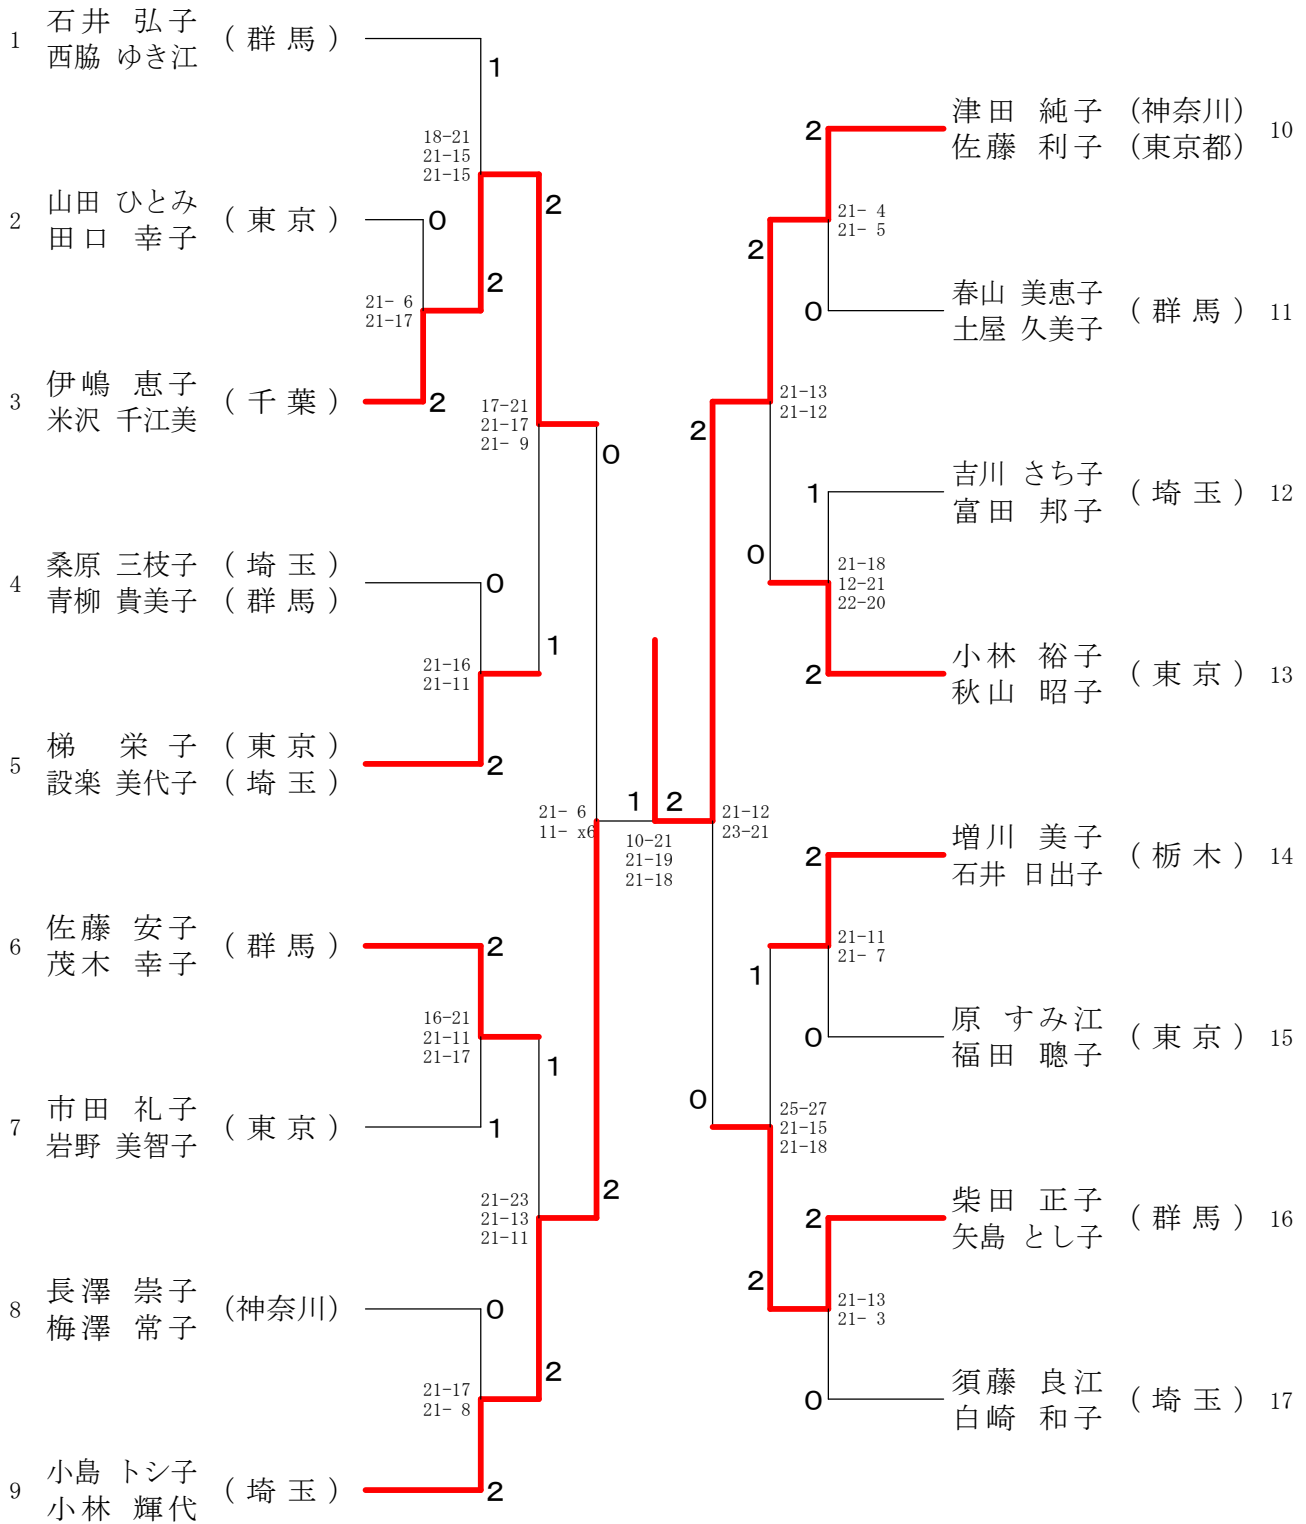 1 石井 弘子 (群馬)
西脇 ゆき江
1
18-21
21-15
21-15
2
2 山田 ひとみ (東京)
田口 幸子
0
2
21- 6
21-17
3 伊嶋 恵子 (千葉)
米沢 千江美
2
17-21
21-17
21- 9
0
4 桑原 三枝子 (埼玉)
青柳 貴美子 (群馬)
0
1
21-16
21-11
5 梯 栄子 (東京)
設楽 美代子 (埼玉)
2
21- 6
11- x6
1 2
10-21
21-19
21-18
6 佐藤 安子 (群馬)
茂木 幸子
2
16-21
21-11
21-17
1
7 市田 礼子 (東京)
岩野 美智子
1
21-23
21-13
21-11
2
8 長澤 崇子 (神奈川)
梅澤 常子
0
2
21-17
21- 8
9 小島 トシ子 (埼玉)
小林 輝代
2
2 津田 純子 (神奈川) 10
佐藤 利子 (東京都)
21- 4
21- 5
2
0 春山 美恵子 (群馬) 11
土屋 久美子
21-13
21-12
2
1 吉川 さち子 (埼玉) 12
富田 邦子
0
21-18
12-21
22-20
2 小林 裕子 (東京) 13
秋山 昭子
21-12
23-21
2 増川 美子 (栃木) 14
石井 日出子
21-11
21- 7
1
0 原 すみ江 (東京) 15
福田 聰子
0
25-27
21-15
21-18
2 柴田 正子 (群馬) 16
矢島 とし子
2
21-13
21- 3
0 須藤 良江 (埼玉) 17
白崎 和子